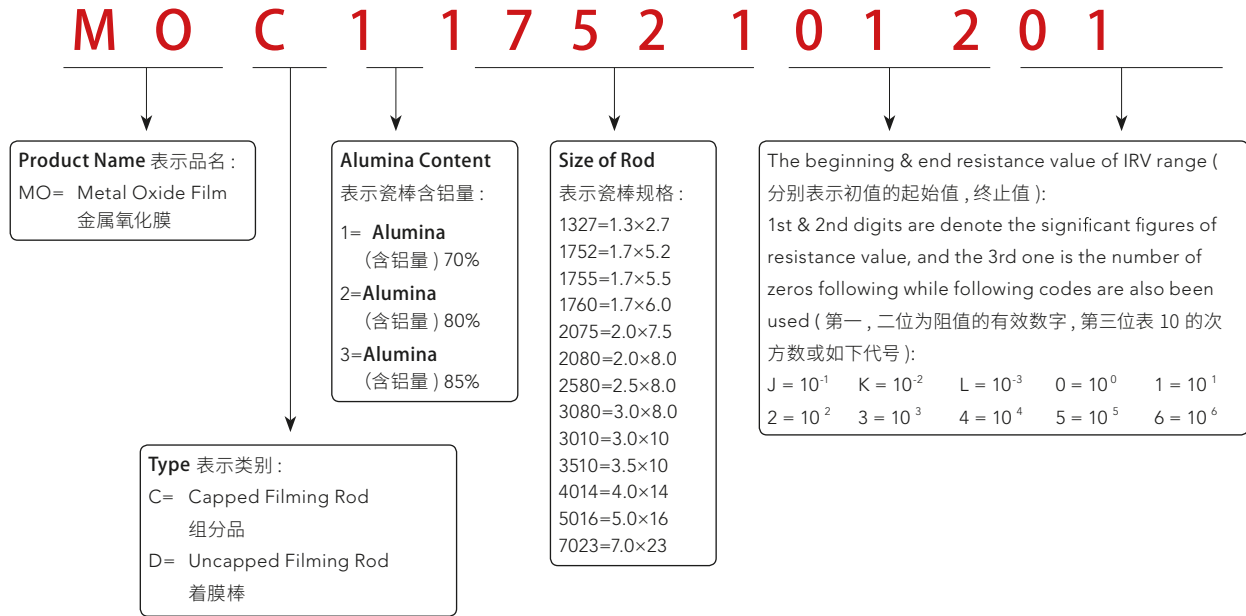 M O C 1 1 7 5 2 1 0 1 2 0 1
Product Name 表示品名 :
MO= Metal Oxide Film
金属氧化膜
Alumina Content
表示瓷棒含铝量 :
1= Alumina
(含铝量 ) 70%
2=Alumina
(含铝量 ) 80%
3=Alumina
(含铝量 ) 85%
Size of Rod
表示瓷棒规格 :
1327=1.3×2.7
1752=1.7×5.2
1755=1.7×5.5
1760=1.7×6.0
2075=2.0×7.5
2080=2.0×8.0
2580=2.5×8.0
3080=3.0×8.0
3010=3.0×10
3510=3.5×10
4014=4.0×14
5016=5.0×16
7023=7.0×23
The beginning & end resistance value of IRV range (
分别表示初值的起始值 , 终止值 ):
1st & 2nd digits are denote the significant figures of
resistance value, and the 3rd one is the number of
zeros following while following codes are also been
used ( 第一 , 二位为阻值的有效数字 , 第三位表 10 的次
方数或如下代号 ):
J = 10⁻¹ K = 10⁻² L = 10⁻³ 0 = 10⁰ 1 = 10¹
2 = 10² 3 = 10³ 4 = 10⁴ 5 = 10⁵ 6 = 10⁶
Type 表示类别 :
C= Capped Filming Rod
组分品
D= Uncapped Filming Rod
着膜棒